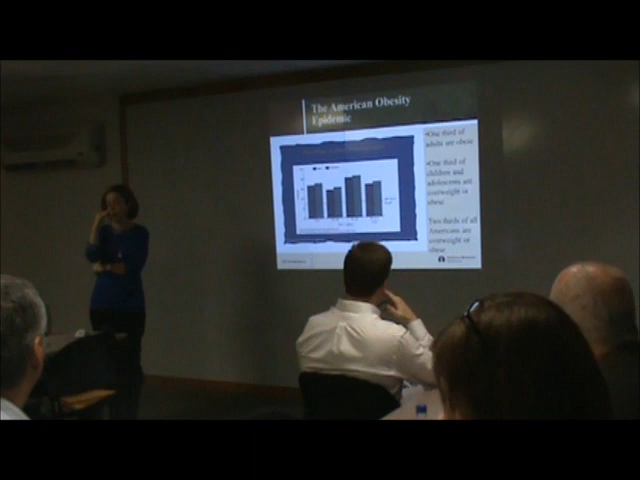 The American Obesity
Epidemic
•One third of
adults are obese
•One third of
children and
adolescents are
overweight or
obese
Two thirds of all
Americans are
overweight or
obese